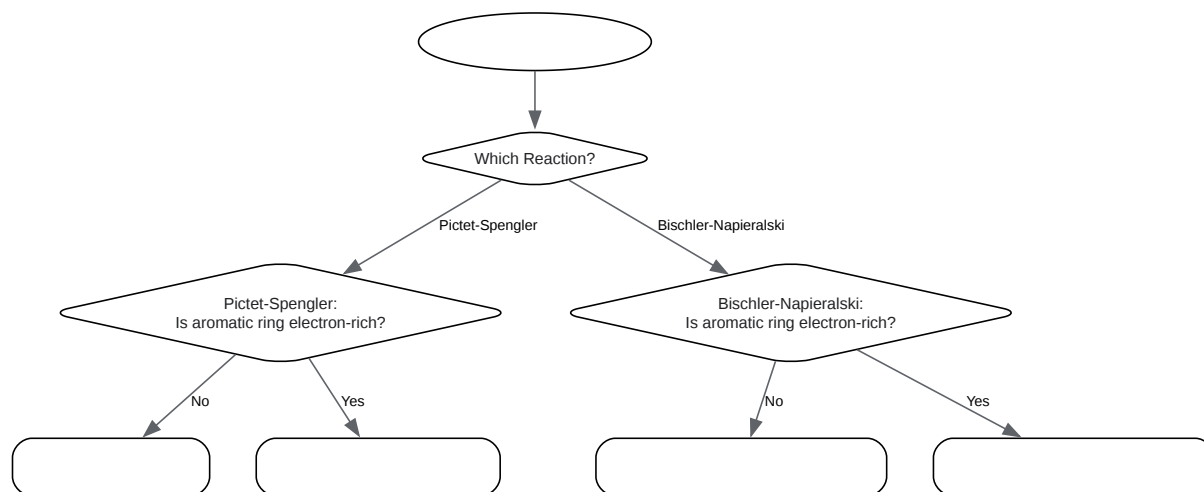 Which Reaction?
Pictet-Spengler
Bischler-Napieralski
Pictet-Spengler:
Is aromatic ring electron-rich?
Bischler-Napieralski:
Is aromatic ring electron-rich?
No
Yes
No
Yes